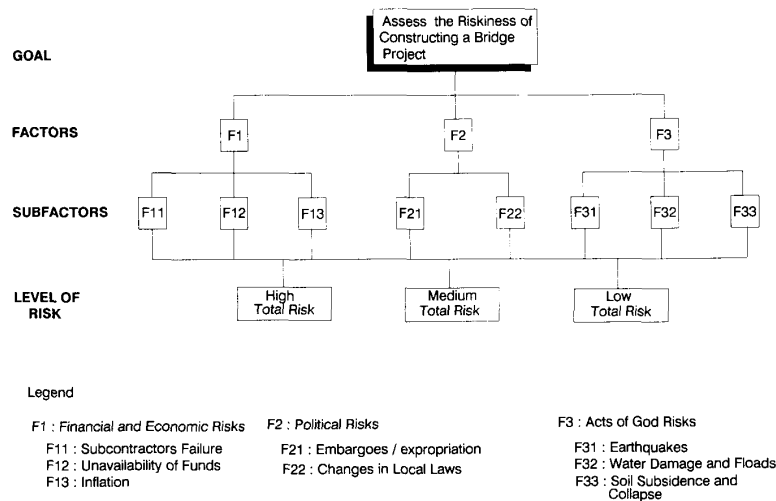 Assess the Riskiness of
Constructing a Bridge
Project
GOAL
FACTORS
F1
F2
F3
SUBFACTORS
F11
F12
F13
F21
F22
F31
F32
F33
LEVEL OF
RISK
High
Total Risk
Medium
Total Risk
Low
Total Risk
Legend
F1 : Financial and Economic Risks
F11 : Subcontractors Failure
F12 : Unavailability of Funds
F13 : Inflation
F2 : Political Risks
F21 : Embargoes / expropriation
F22 : Changes in Local Laws
F3 : Acts of God Risks
F31 : Earthquakes
F32 : Water Damage and Floads
F33 : Soil Subsidence and
Collapse